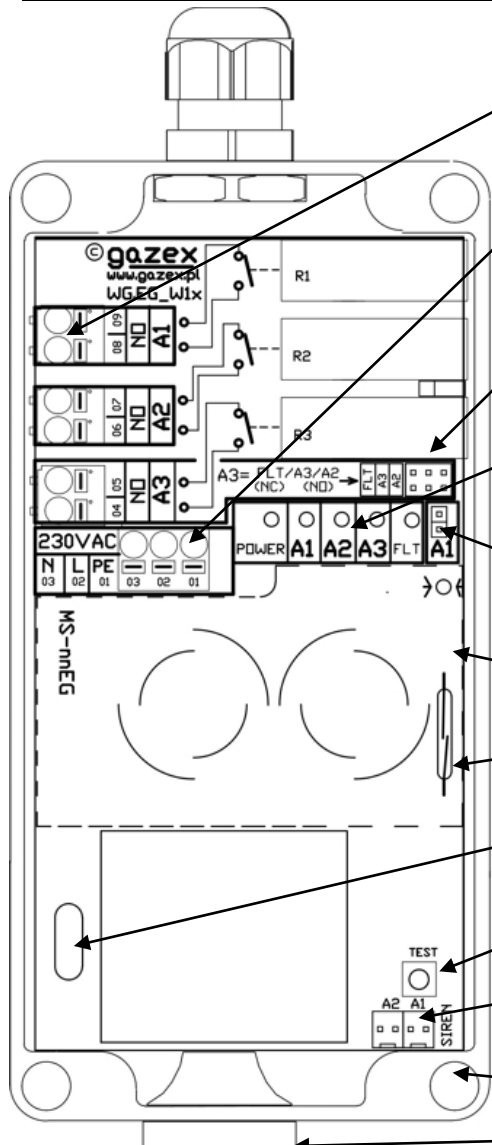 © gazex
www.gazex.pl
WG.EG_W1x
R1
09
08
NO
A1
R2
07
06
NO
A2
R3
05
04
NO
A3
A3= FLT/A3/A2
(NC) (NO)
FLT
A3
A2
230VAC
N L PE
03 02 01 03 02 01
POWER A1 A2 A3 FLT A1
MS-nnEG
TEST
A2 A1
SIREN